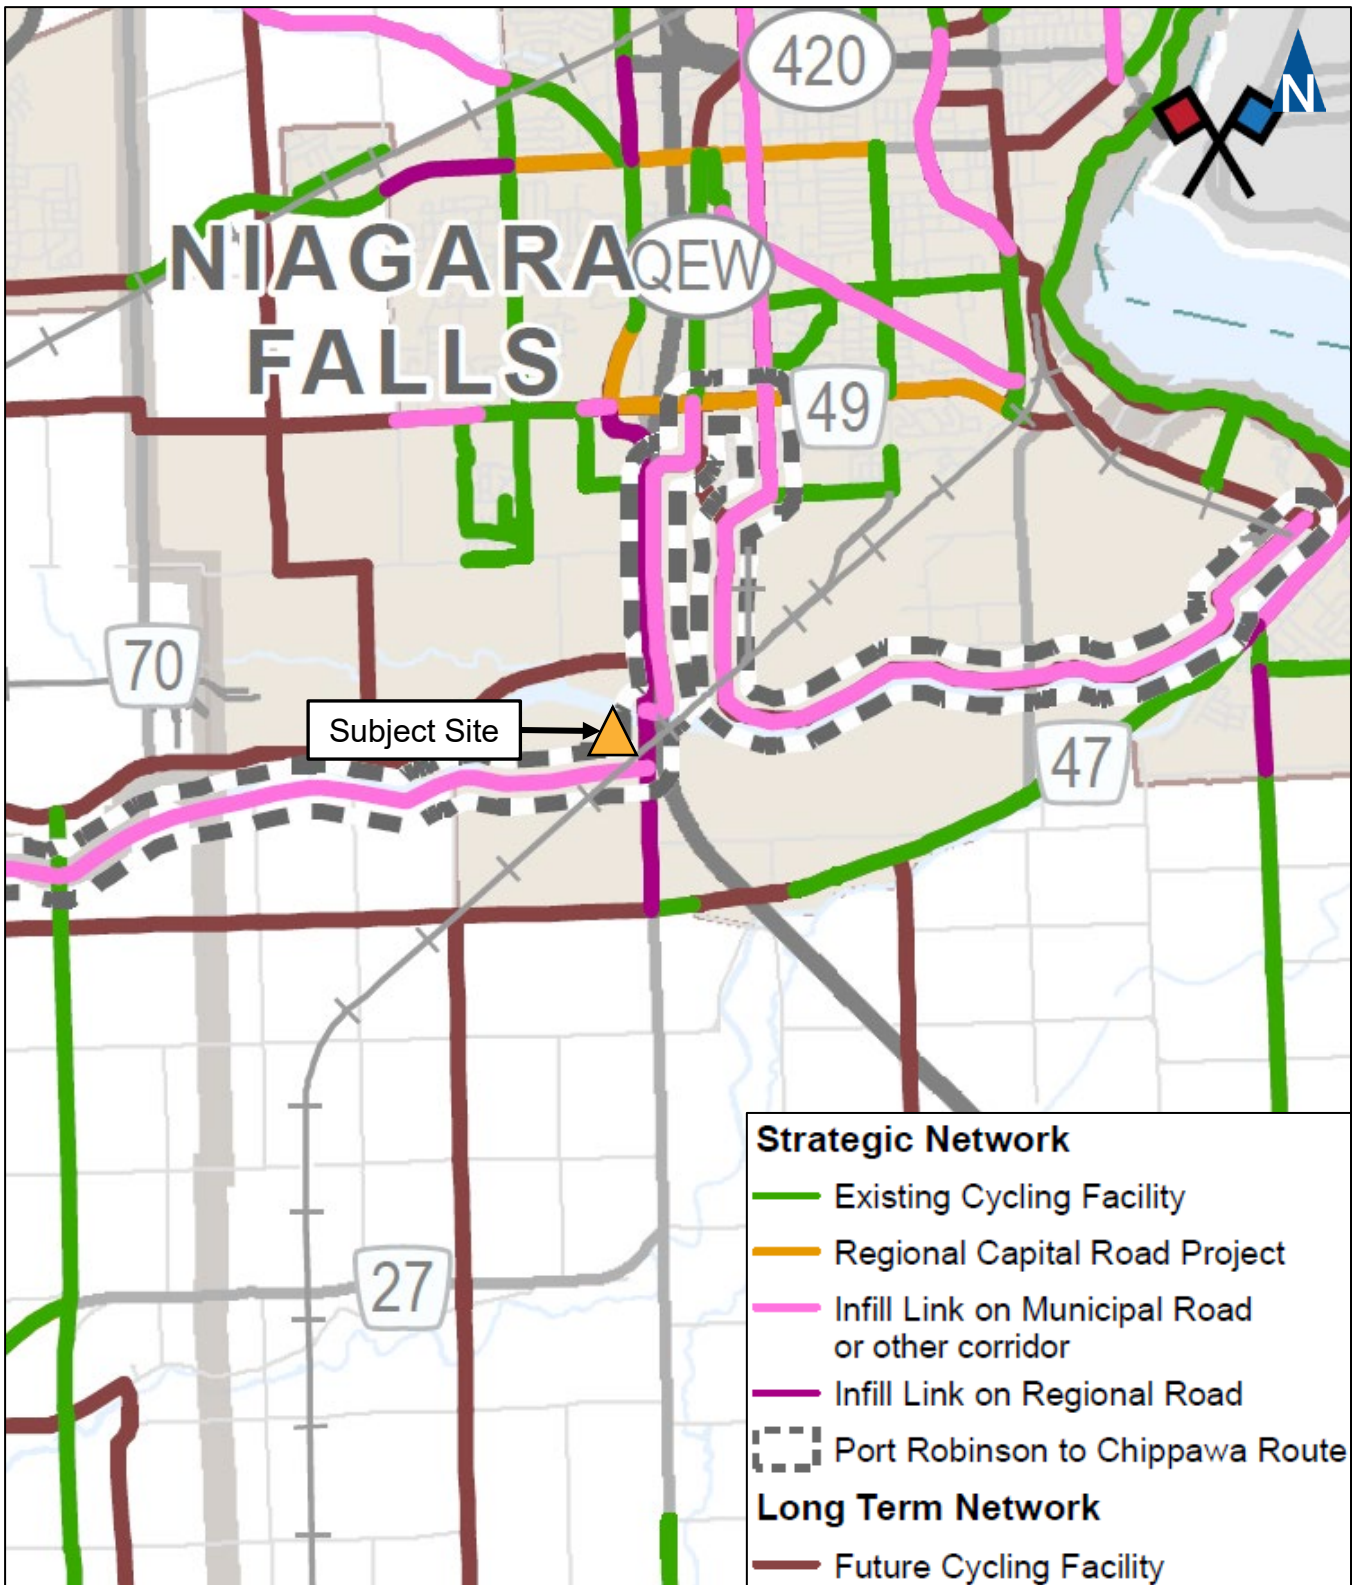 420
N
NIAGARA
QEW
FALLS
49
70
Subject Site
47
27
Strategic Network
Existing Cycling Facility
Regional Capital Road Project
Infill Link on Municipal Road
or other corridor
Infill Link on Regional Road
Port Robinson to Chippawa Route
Long Term Network
Future Cycling Facility